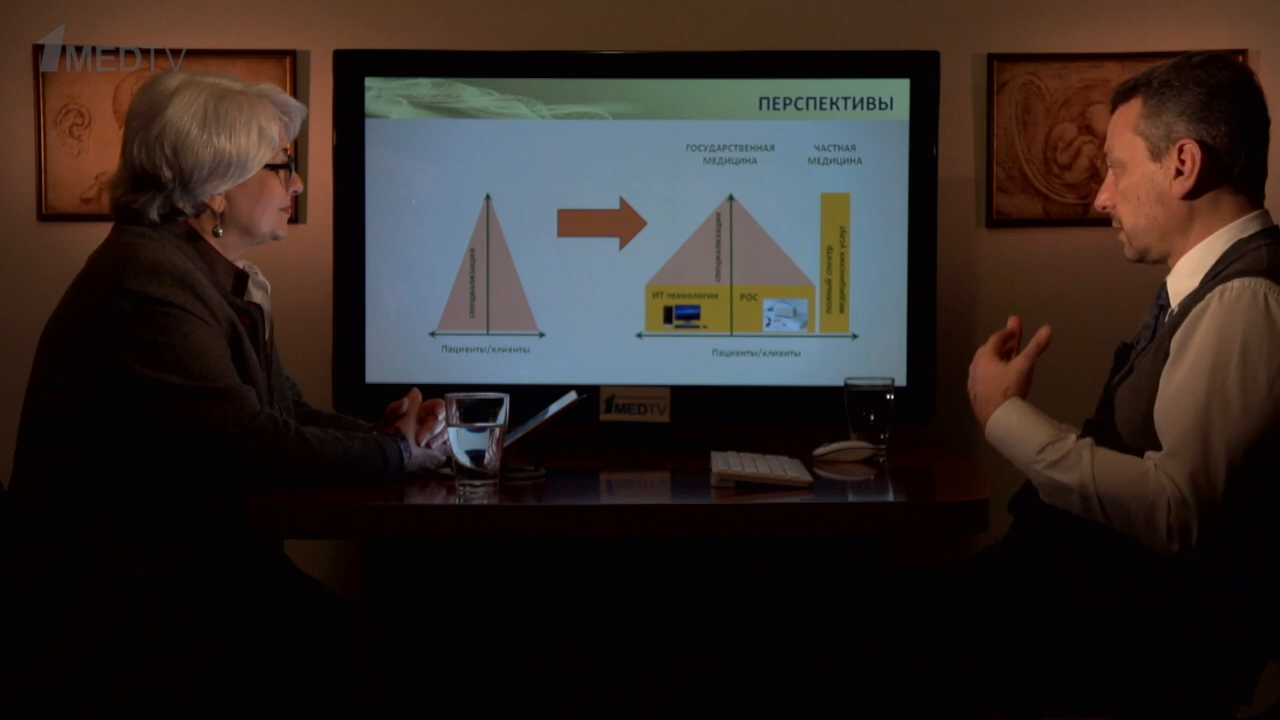 1MEDTV
ПЕРСПЕКТИВЫ
ГОСУДАРСТВЕННАЯ
МЕДИЦИНА
ЧАСТНАЯ
МЕДИЦИНА
специализация
Пациенты/клиенты
специализация
ИТ технологии
РОС
полный спектр
медицинских услуг
Пациенты/клиенты
1MEDTV